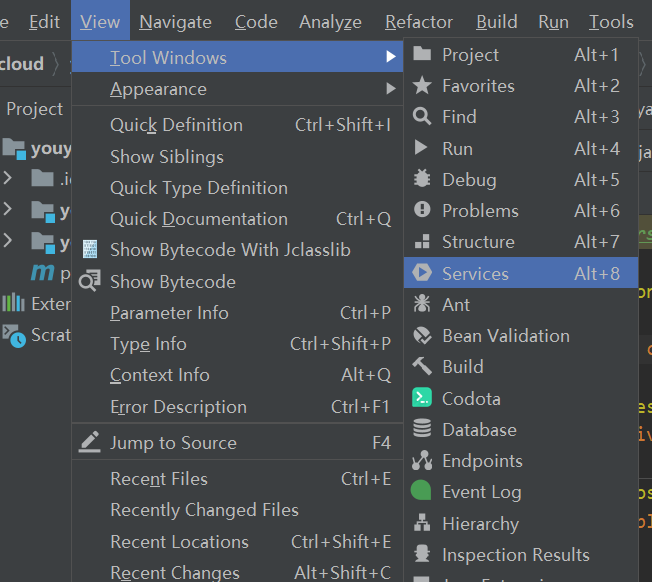 e Edit View Navigate Code Analyze Refactor Build Run Tools
cloud
Project
youy
.i
y
y
m p
Exter
Scrat
Tool Windows
Appearance
Quick Definition Ctrl+Shift+I
Show Siblings
Quick Type Definition
Quick Documentation Ctrl+Q
Show Bytecode With Jclasslib
Show Bytecode
Parameter Info Ctrl+P
Type Info Ctrl+Shift+P
Context Info Alt+Q
Error Description Ctrl+F1
Jump to Source F4
Recent Files Ctrl+E
Recently Changed Files
Recent Locations Ctrl+Shift+E
Recent Changes Alt+Shift+C
Project Alt+1
Favorites Alt+2
Find Alt+3
Run Alt+4
Debug Alt+5
Problems Alt+6
Structure Alt+7
Services Alt+8
Ant
Bean Validation
Build
Codota
Database
Endpoints
Event Log
Hierarchy
Inspection Results